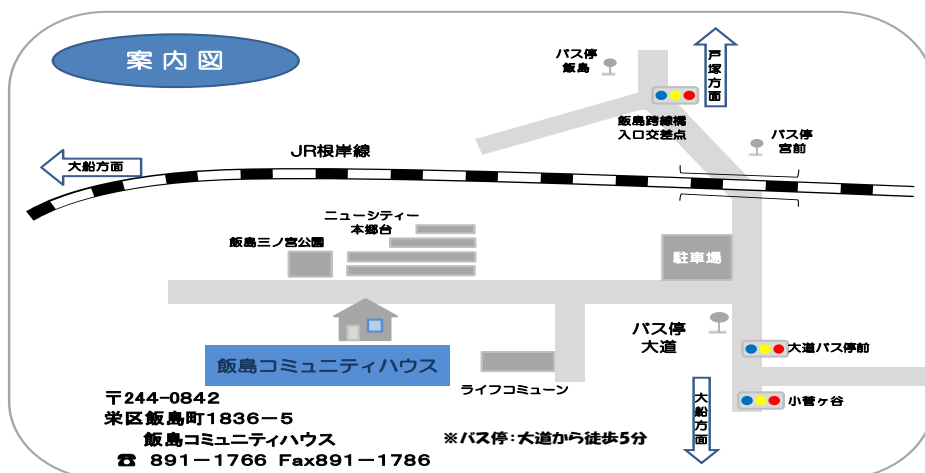 案内図
バス停
飯島
戸塚方面
飯島跨線橋
入口交差点
バス停
宮前
JR根岸線
大船方面
ニューシティー
本郷台
飯島三ノ宮公園
駐車場
バス停
大道
大道バス停前
飯島コミュニティハウス
ライフコミューン
小菅ヶ谷
大船方面
〒244-0842
栄区飯島町1836－5
飯島コミュニティハウス
※バス停：大道から徒歩5分
☎ 891－1766 Fax891－1786